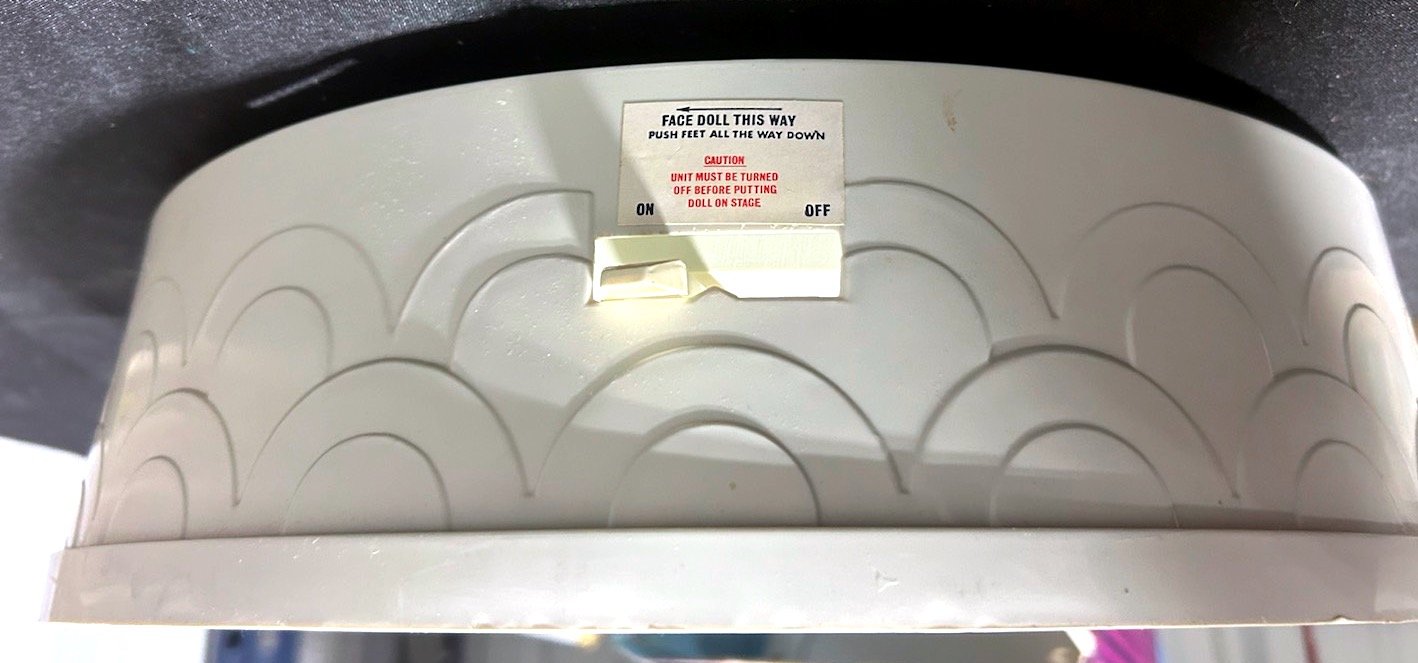 FACE DOLL THIS WAY
PUSH FEET ALL THE WAY DOWN
CAUTION
UNIT MUST BE TURNED
OFF BEFORE PUTTING
DOLL ON STAGE
ON OFF